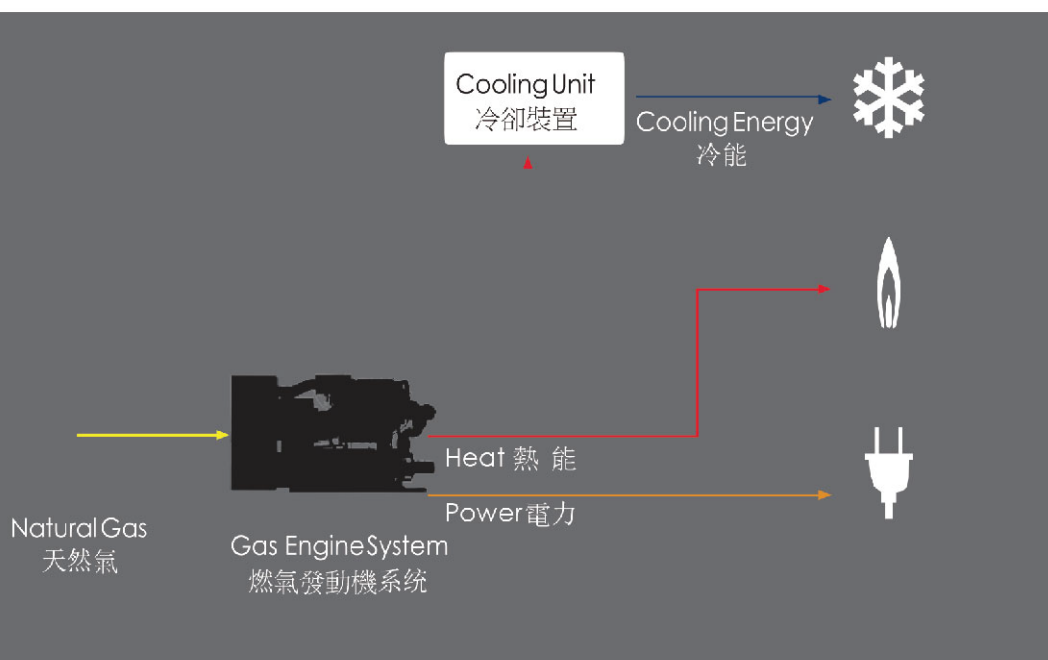 Cooling Unit
冷卻裝置
Cooling Energy
冷能
Heat 熱 能
Power電力
Natural Gas
天然氣
Gas Engine System
燃氣發動機系統